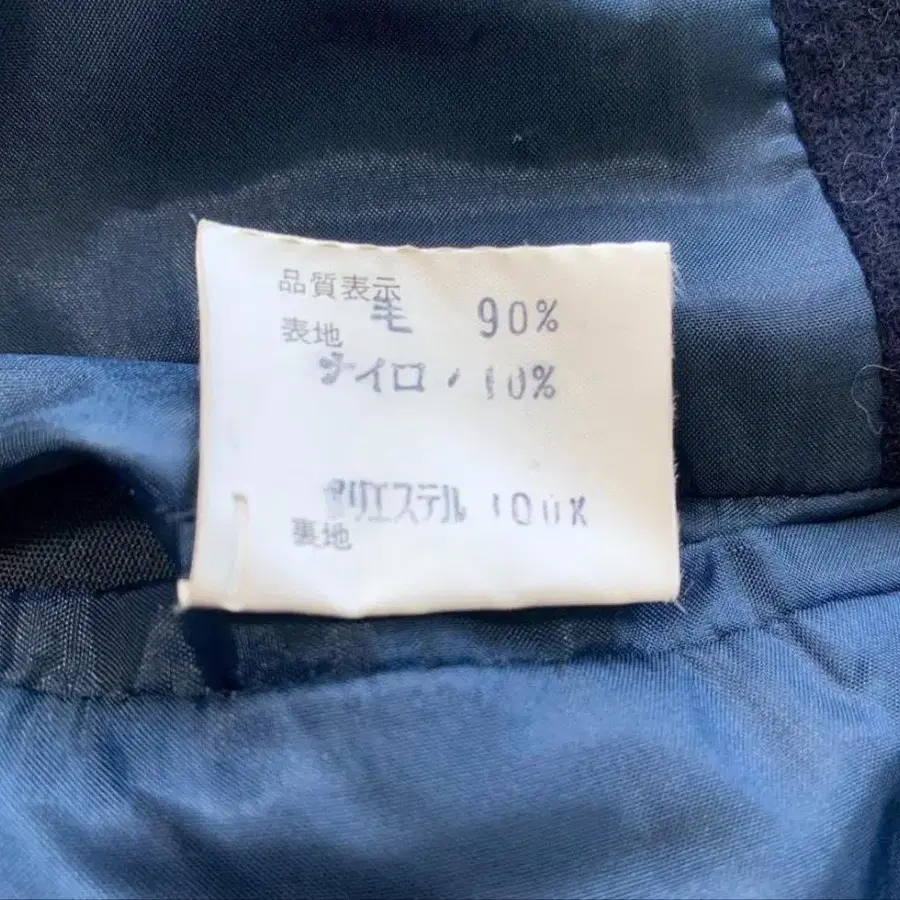 品質表示
表地 毛 90%
ナイロン 10%
ポリエステル 100%
裏地